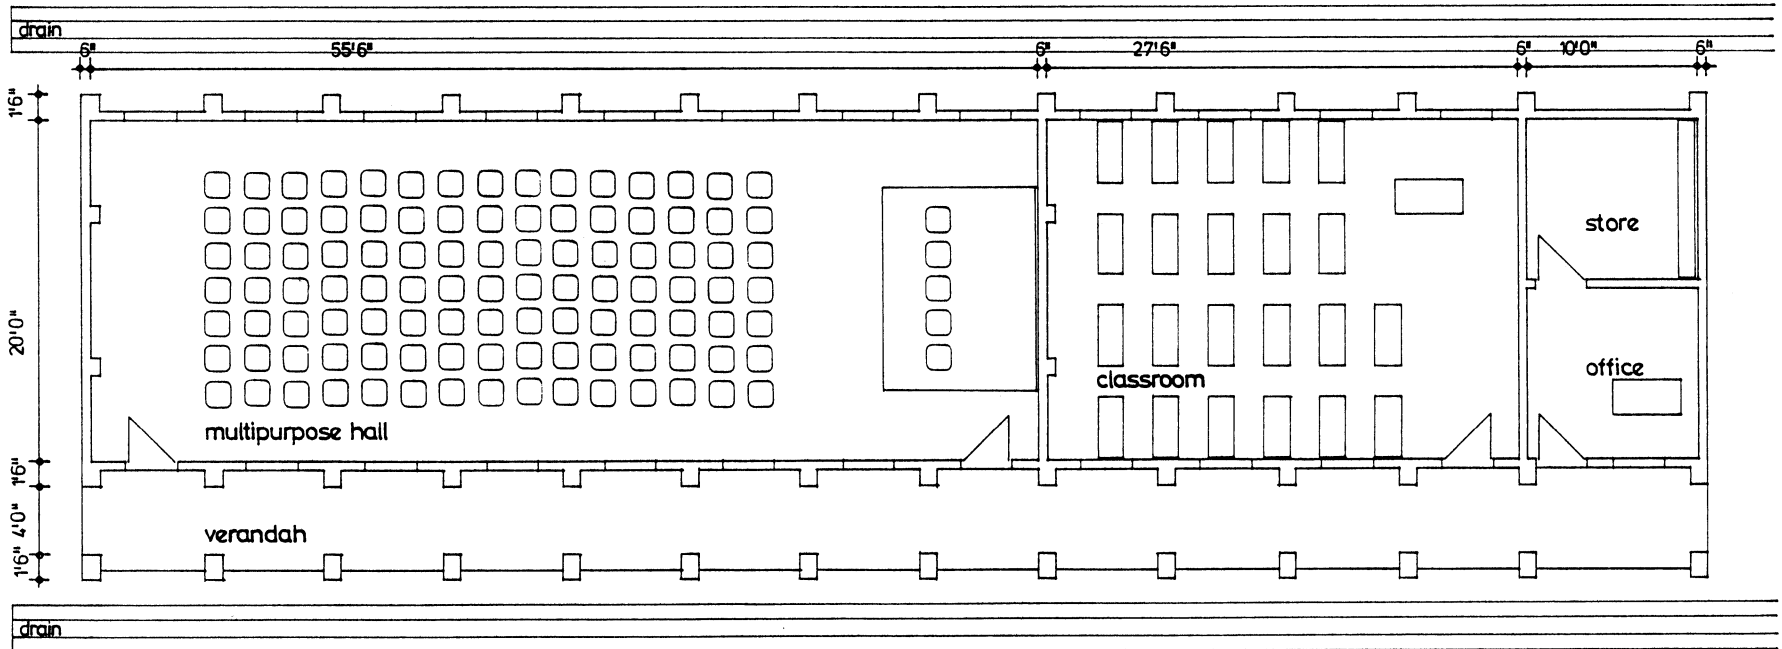 drain
6" 55'6" 6" 27'6" 6" 10'0" 6"
1'6"
20'0"
1'6"
4'0"
1'6"
store
office
classroom
multipurpose hall
verandah
drain